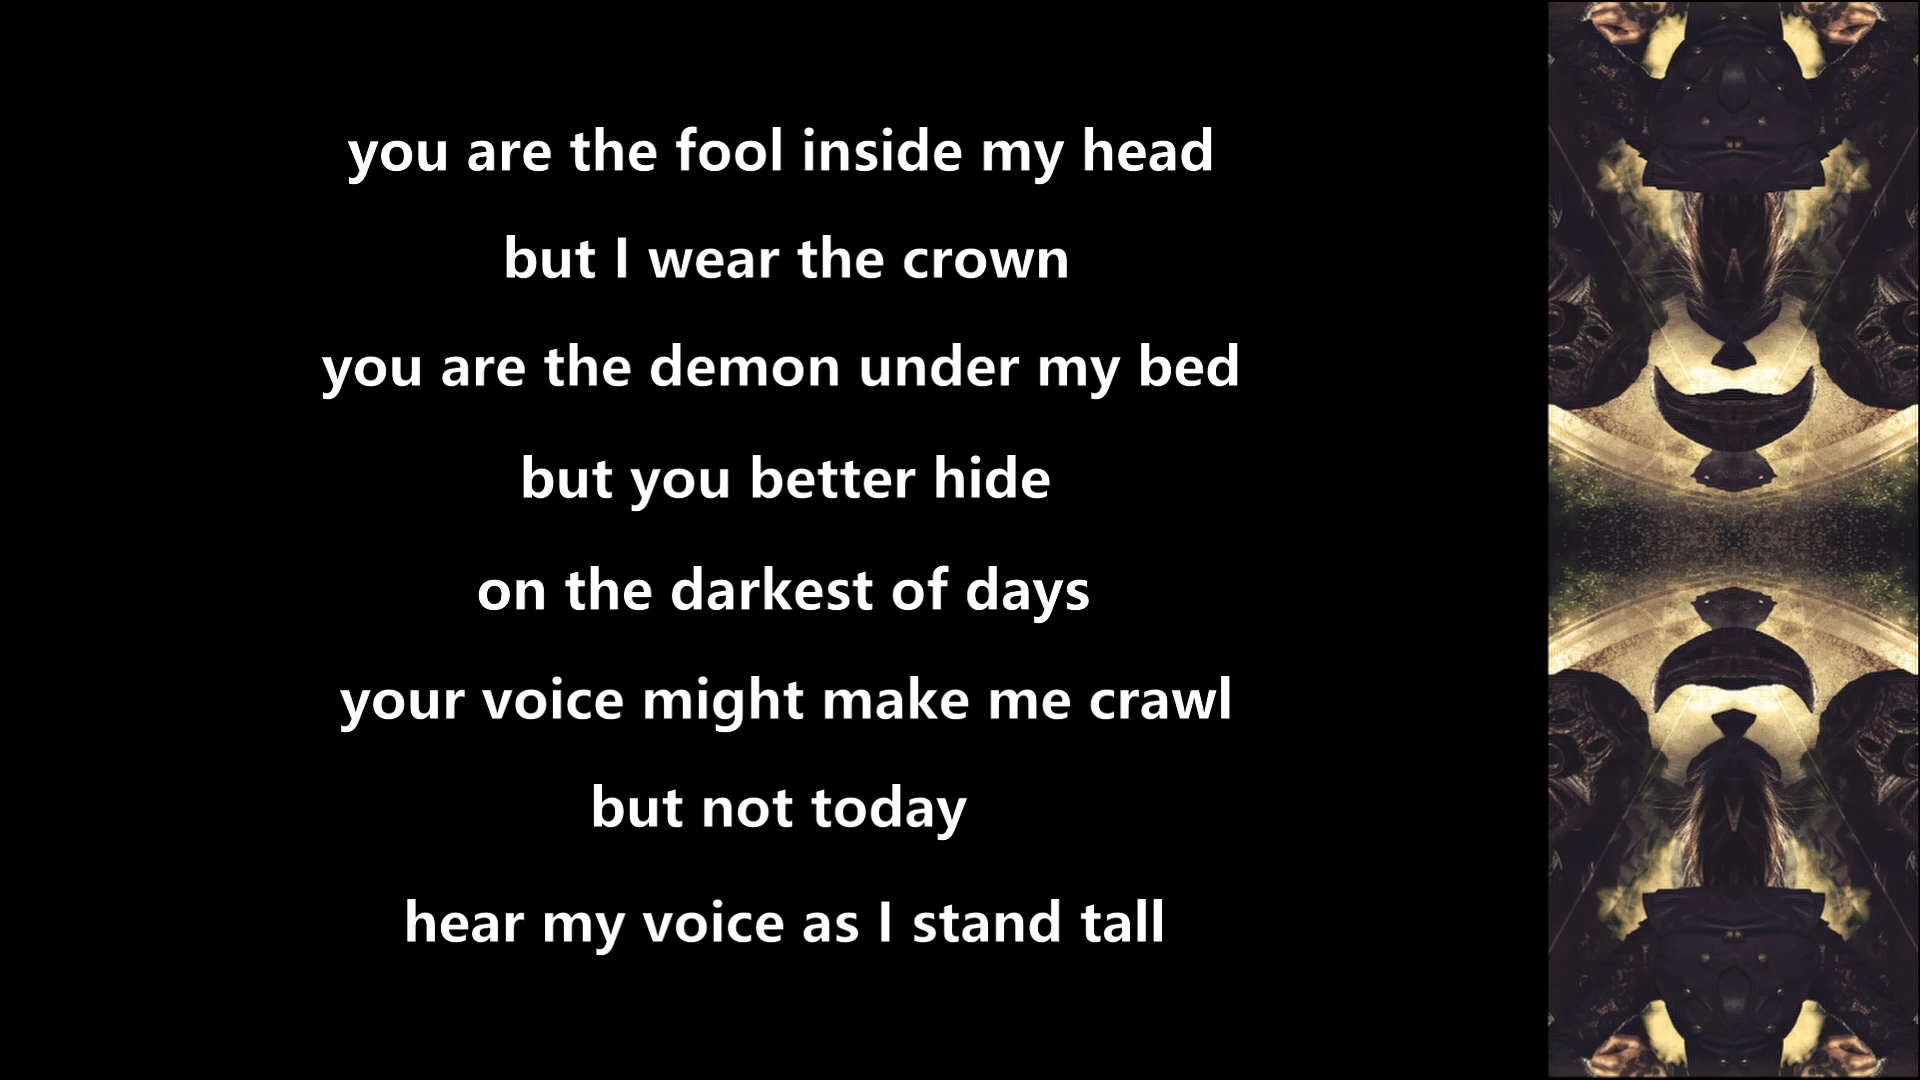 you are the fool inside my head
but I wear the crown
you are the demon under my bed
but you better hide
on the darkest of days
your voice might make me crawl
but not today
hear my voice as I stand tall